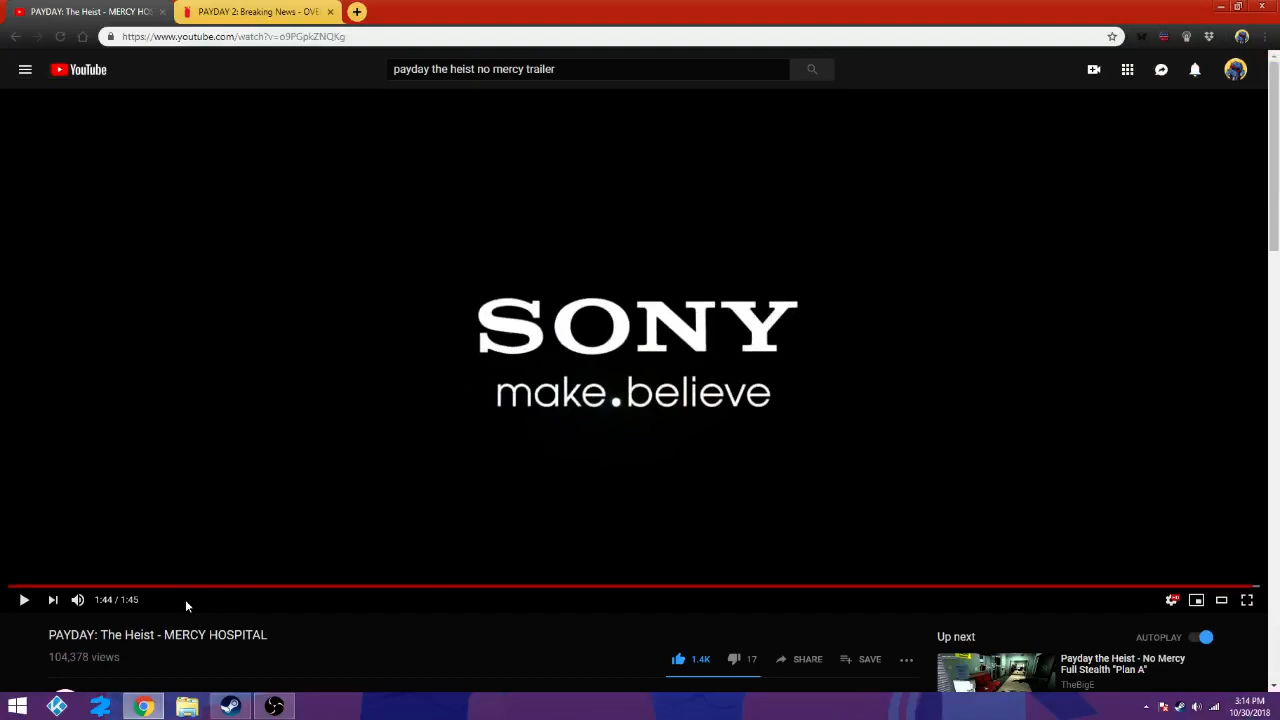 PAYDAY: The Heist - MERCY HOS
PAYDAY 2: Breaking News - OVE
https://www.youtube.com/watch?v=o9PGpkZNQKg
YouTube
payday the heist no mercy trailer
SONY
make.believe
1:44 / 1:45
HD
PAYDAY: The Heist - MERCY HOSPITAL
104,378 views
1.4K
17
SHARE
SAVE
Up next
AUTOPLAY
Payday the Heist - No Mercy
Full Stealth "Plan A"
TheBigE
3:14 PM
10/30/2018